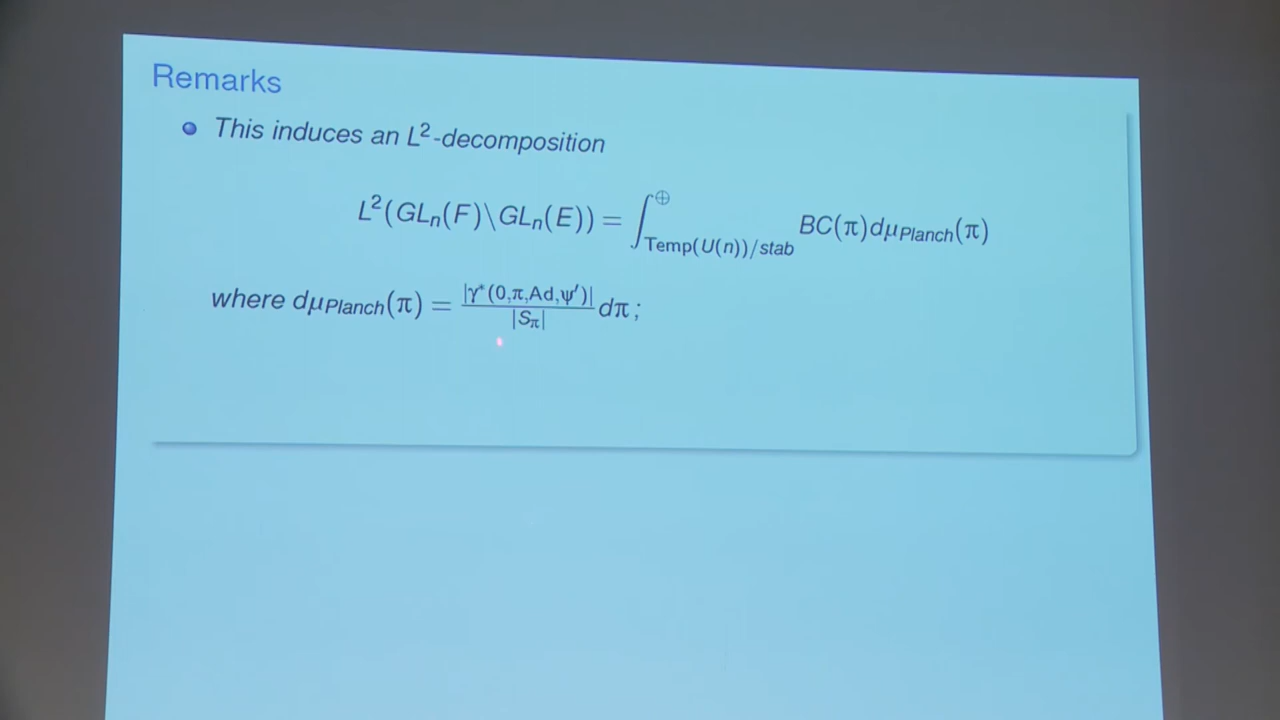 Remarks
This induces an L²-decomposition
L²(GLₙ(F)\GLₙ(E)) = ∫^⊕_{Temp(U(n))/stab} BC(π)dμ_{Planch}(π)
where dμ_{Planch}(π) = |γ*(0,π,Ad,ψ′)| / |S_π| dπ ;